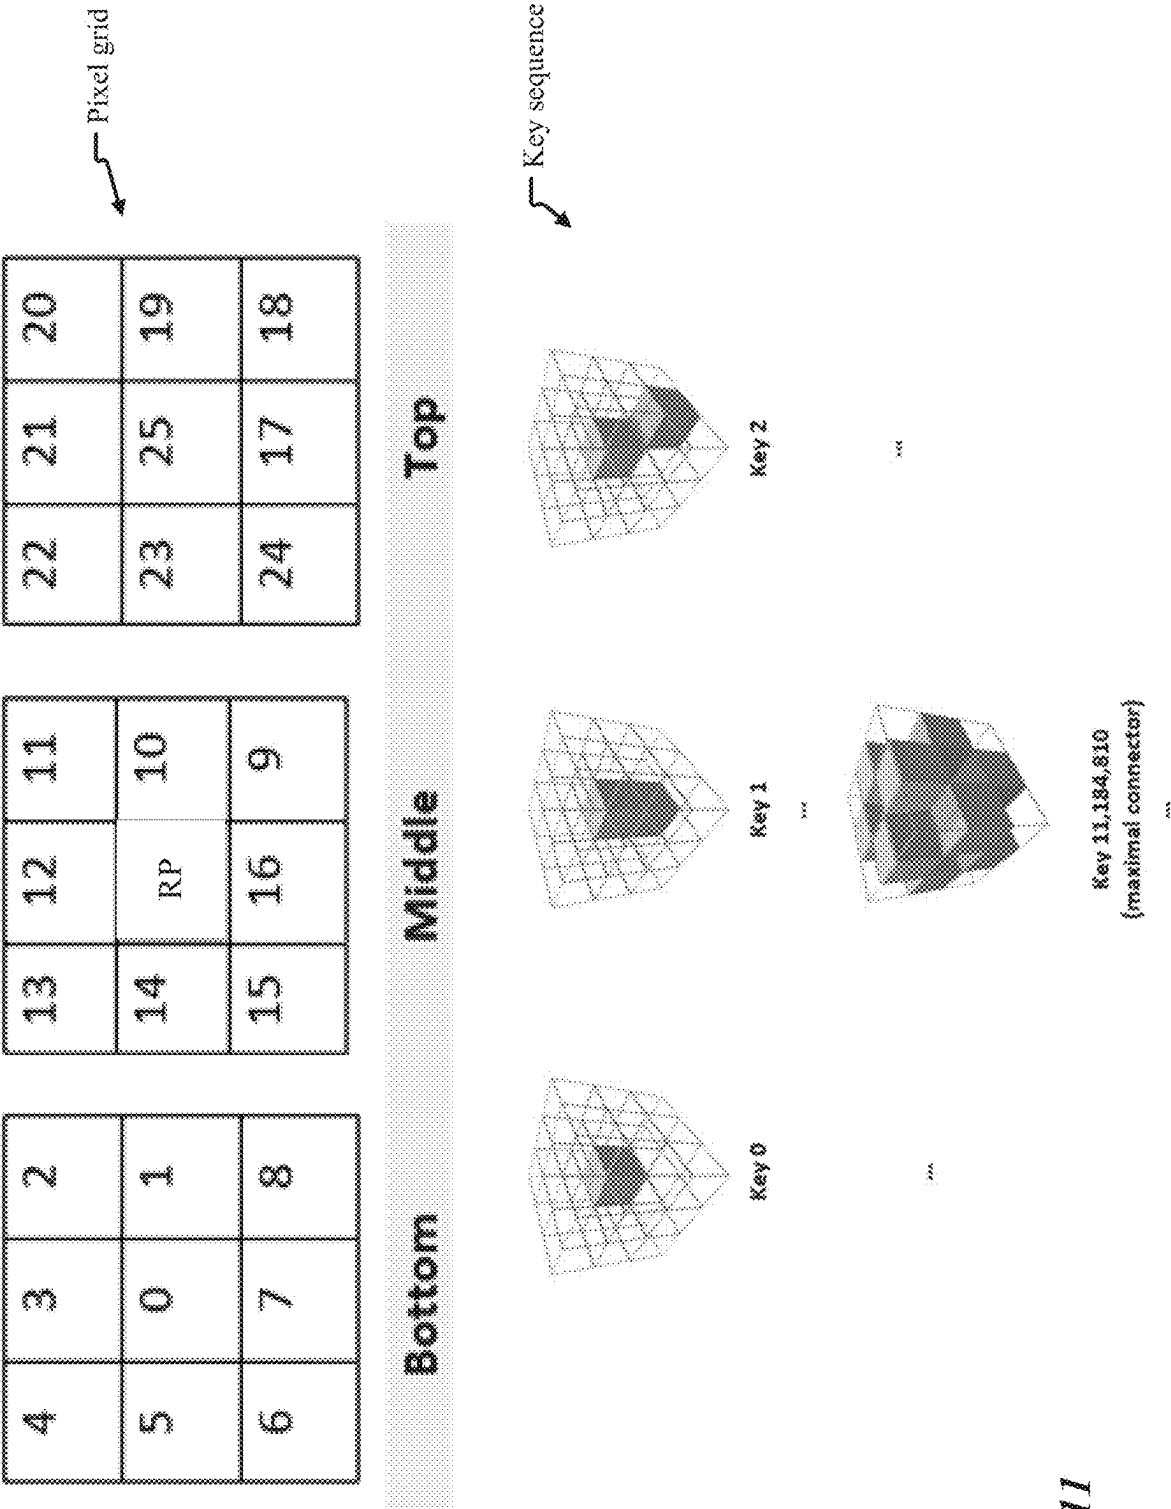 4 3 2 13 12 11 22 21 20
Pixel grid
5 0 1 14 RP 10 23 25 19
6 7 8 15 16 9 24 17 18
Bottom Middle Top
Key sequence
Key 0 Key 1 Key 2
...
...
...
Key 11,184,810
(maximal connector)
...
11